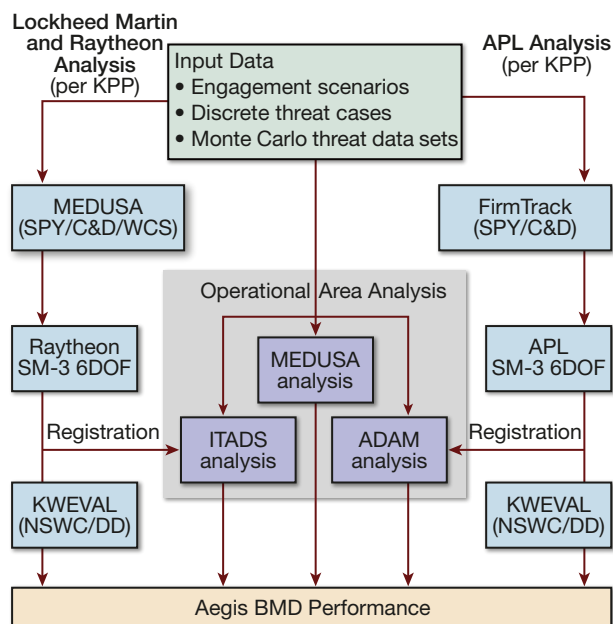 Lockheed Martin
and Raytheon
Analysis
(per KPP)
Input Data
• Engagement scenarios
• Discrete threat cases
• Monte Carlo threat data sets
APL Analysis
(per KPP)
MEDUSA
(SPY/C&D/WCS)
FirmTrack
(SPY/C&D)
Operational Area Analysis
Raytheon
SM-3 6DOF
MEDUSA
analysis
APL
SM-3 6DOF
Registration
ITADS
analysis
ADAM
analysis
Registration
KWEVAL
(NSWC/DD)
KWEVAL
(NSWC/DD)
Aegis BMD Performance